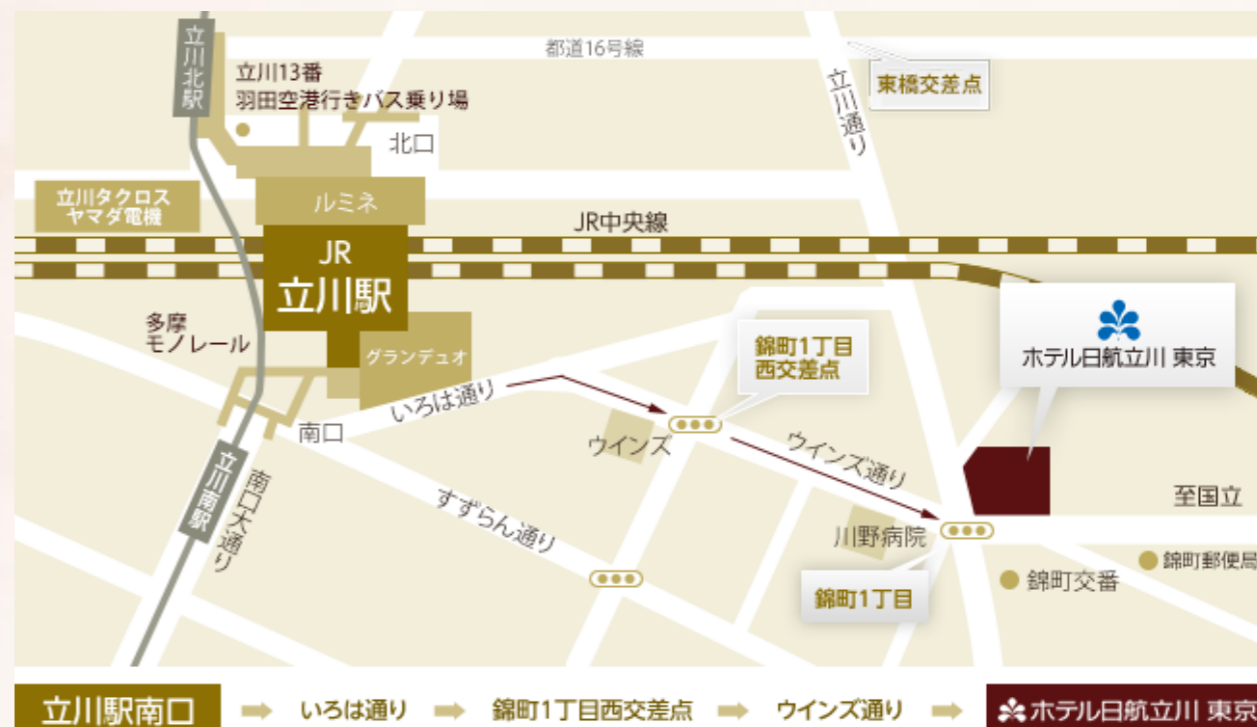 都道16号線
立川北駅
立川13番
羽田空港行きバス乗り場
立川通り
東橋交差点
北口
立川タクロス
ヤマダ電機
ルミネ
JR中央線
JR
立川駅
多摩
モノレール
グランデュオ
錦町1丁目
西交差点
ホテル日航立川 東京
いろは通り
南口
ウインズ
ウインズ通り
立川南駅
南口大通り
すずらん通り
川野病院
至国立
錦町郵便局
錦町交番
錦町1丁目
立川駅南口 ➡ いろは通り ➡ 錦町1丁目西交差点 ➡ ウインズ通り ➡ ホテル日航立川 東京